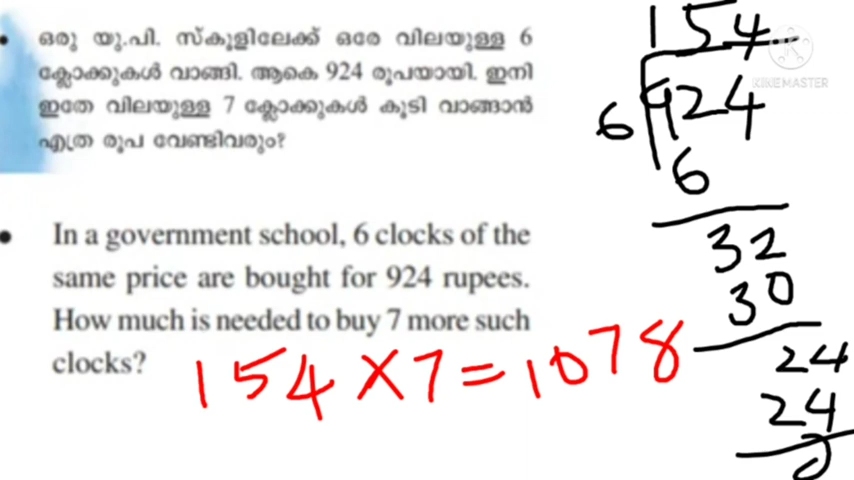 ഒരു യു.പി. സ്കൂളിലേക്ക് ഒരേ വിലയുള്ള 6
ക്ലോക്കുകൾ വാങ്ങി. ആകെ 924 രൂപയായി. ഇനി
ഇതേ വിലയുള്ള 7 ക്ലോക്കുകൾ കൂടി വാങ്ങാൻ
എത്ര രൂപ വേണ്ടിവരും?
In a government school, 6 clocks of the
same price are bought for 924 rupees.
How much is needed to buy 7 more such
clocks?
154 × 7 = 1078
154
6 924
6
32
30
24
24
0
KINEMASTER